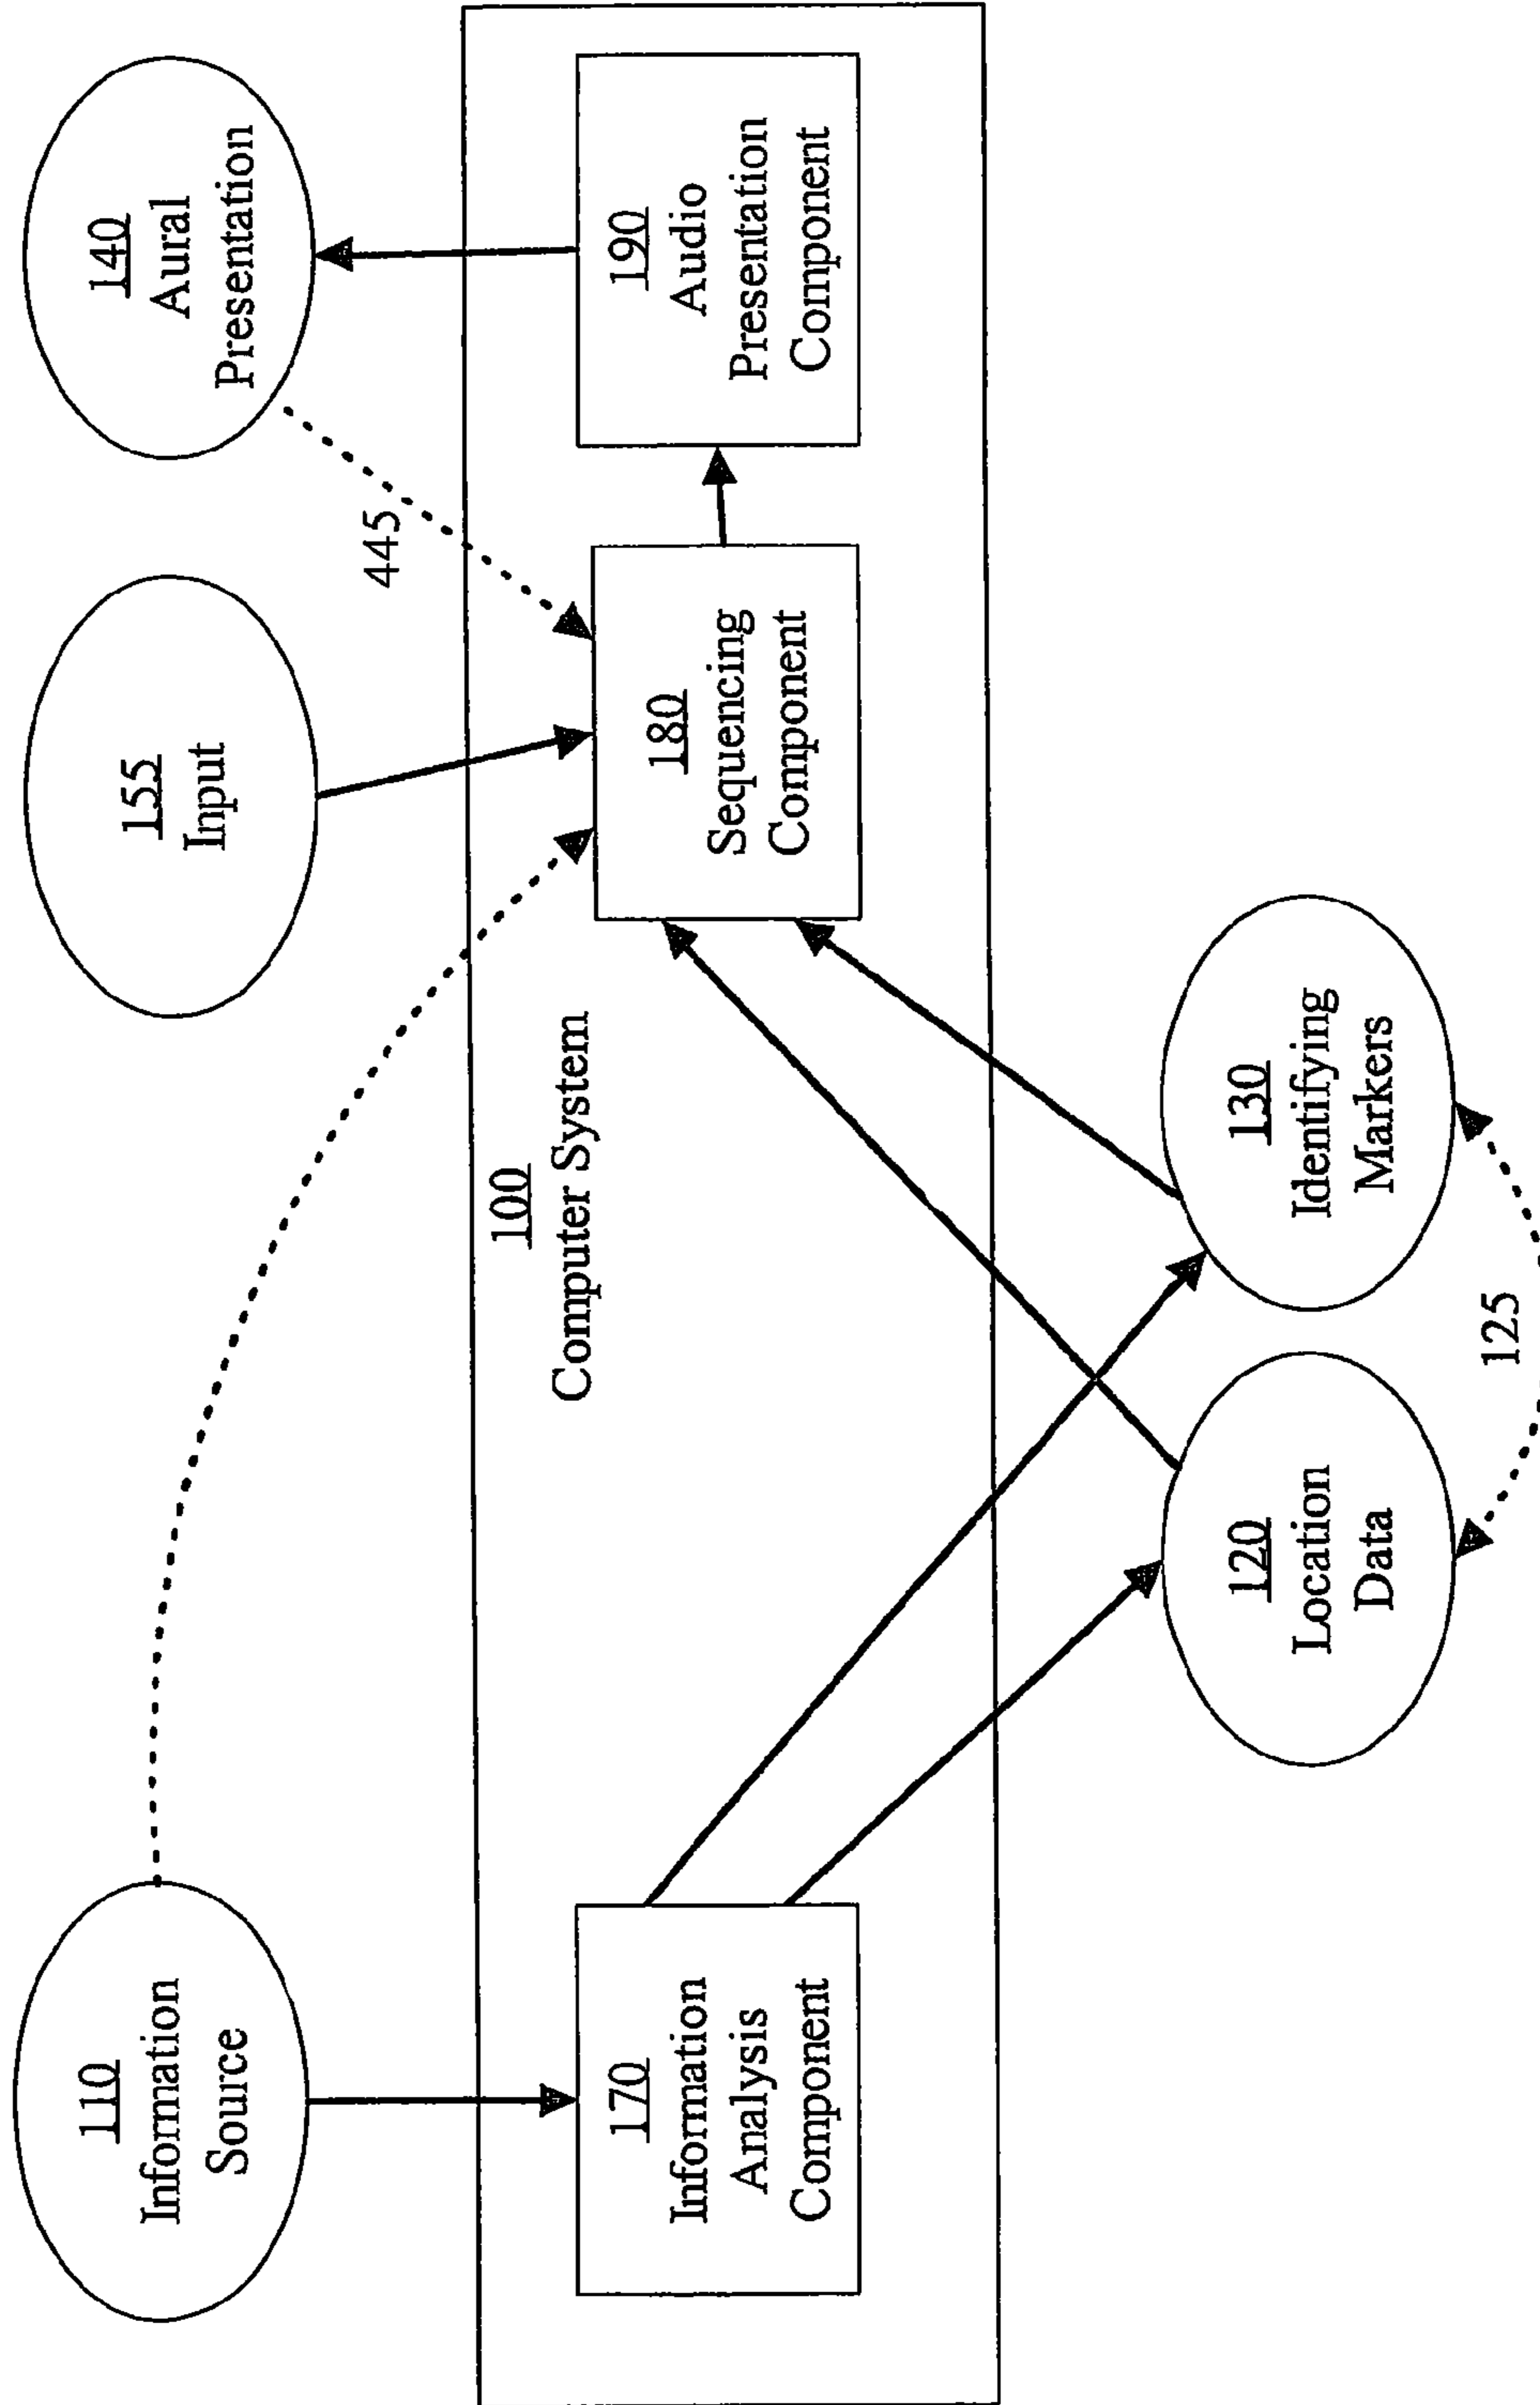 110
Information
Source
155
Input
140
Aural
Presentation
445
100
Computer System
170
Information
Analysis
Component
180
Sequencing
Component
190
Audio
Presentation
Component
120
Location
Data
130
Identifying
Markers
125